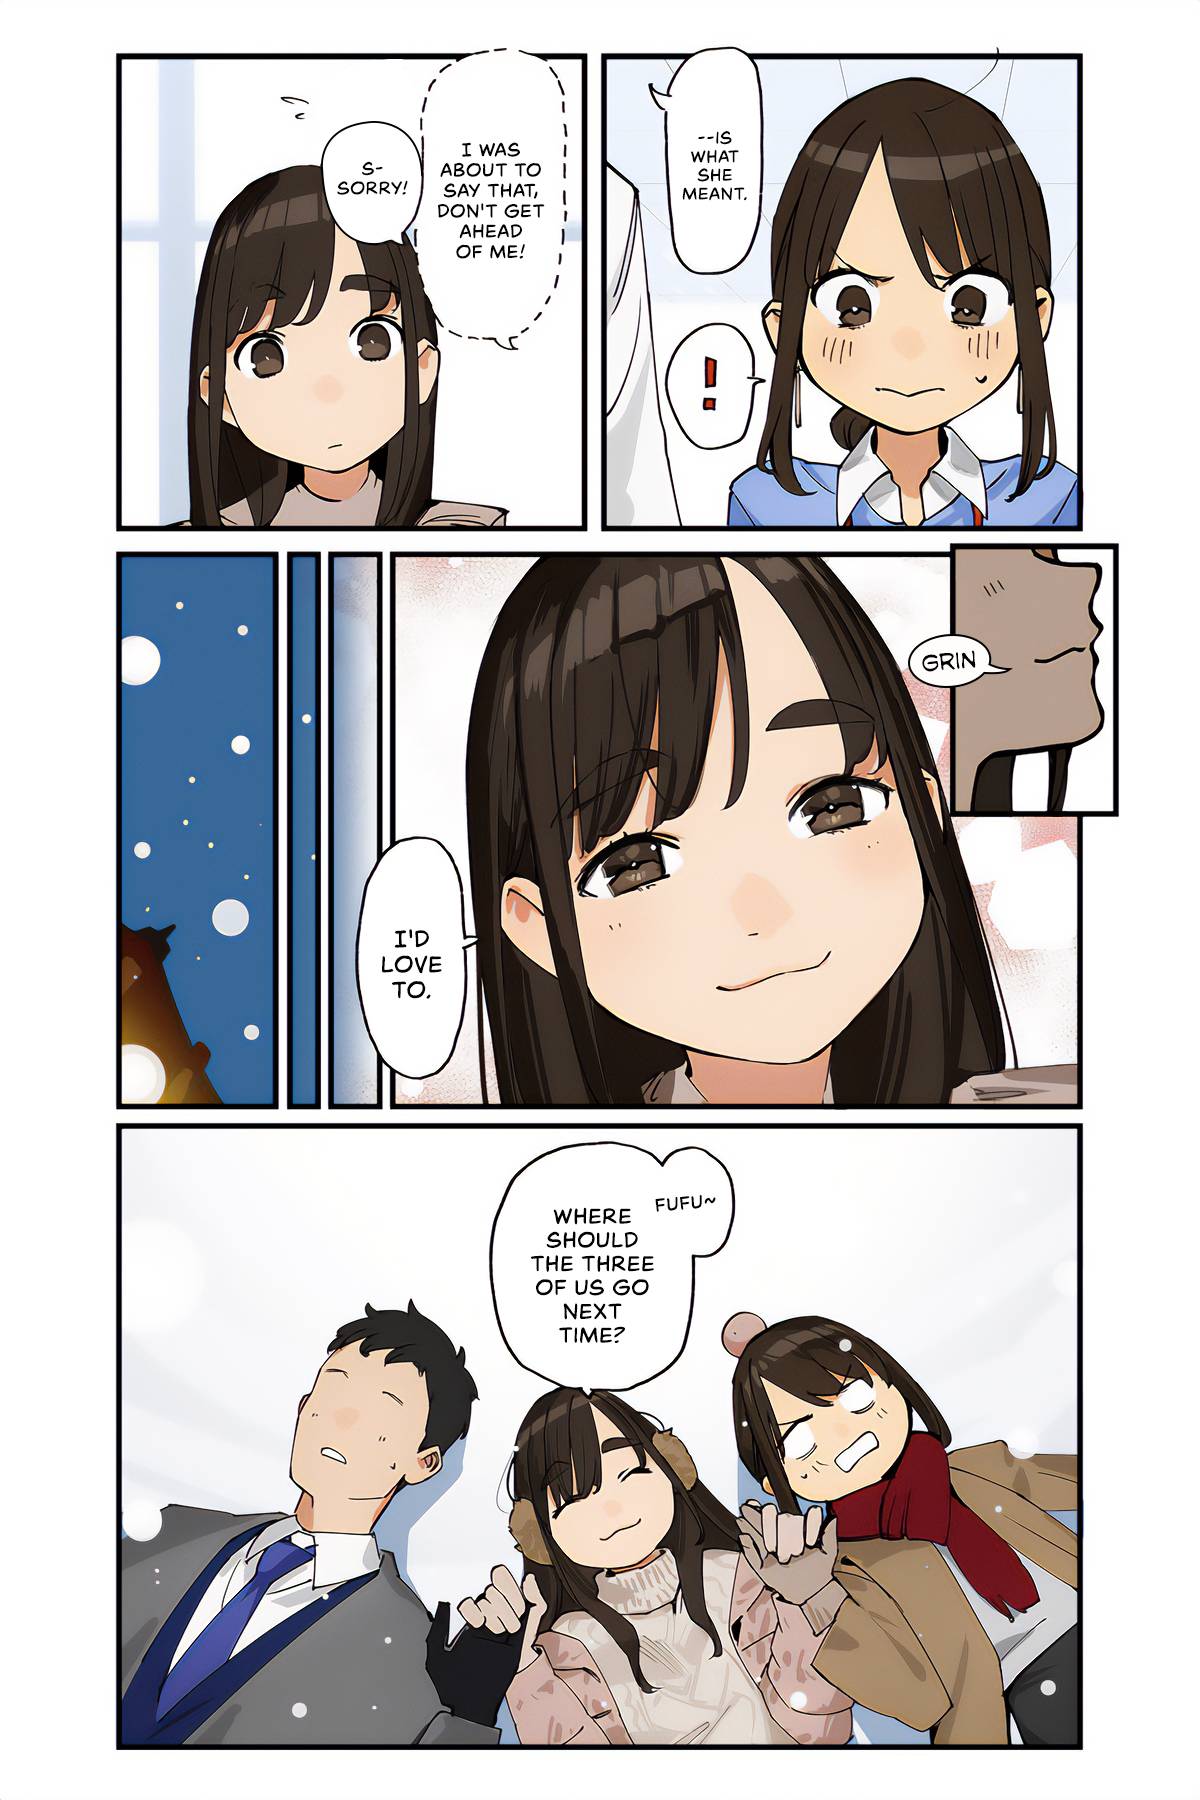 --IS
WHAT
SHE
MEANT.
!
I WAS
ABOUT TO
SAY THAT,
DON'T GET
AHEAD
OF ME!
S-
SORRY!
GRIN
I'D
LOVE
TO.
FUFU~
WHERE
SHOULD
THE THREE
OF US GO
NEXT
TIME?